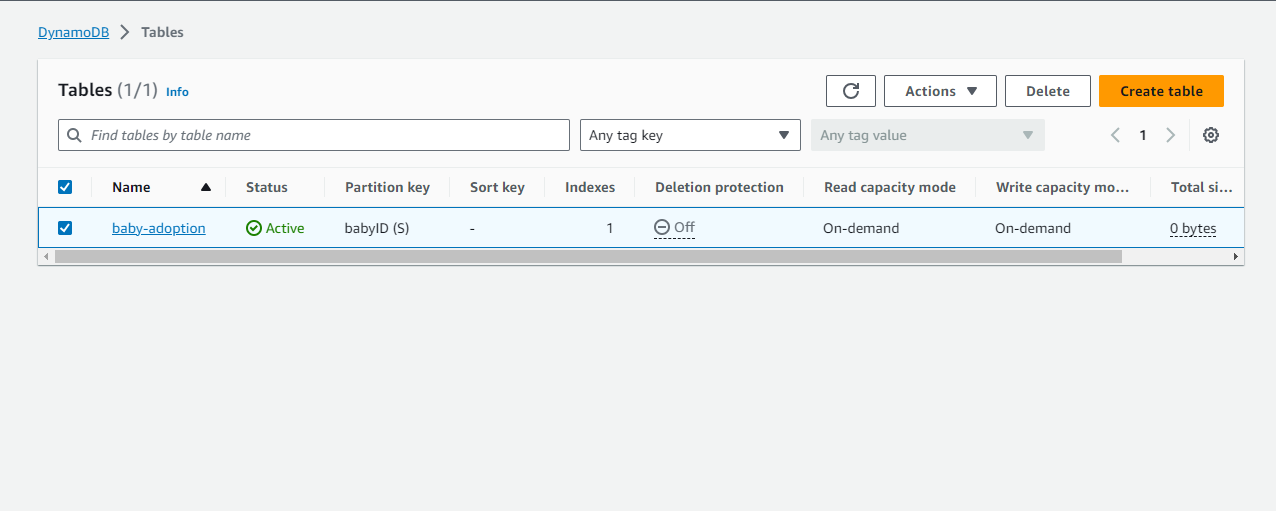 DynamoDB > Tables
Tables (1/1) Info
Actions Delete Create table
Find tables by table name Any tag key Any tag value 1
Name Status Partition key Sort key Indexes Deletion protection Read capacity mode Write capacity mo... Total si...
baby-adoption Active babyID (S) - 1 Off On-demand On-demand 0 bytes